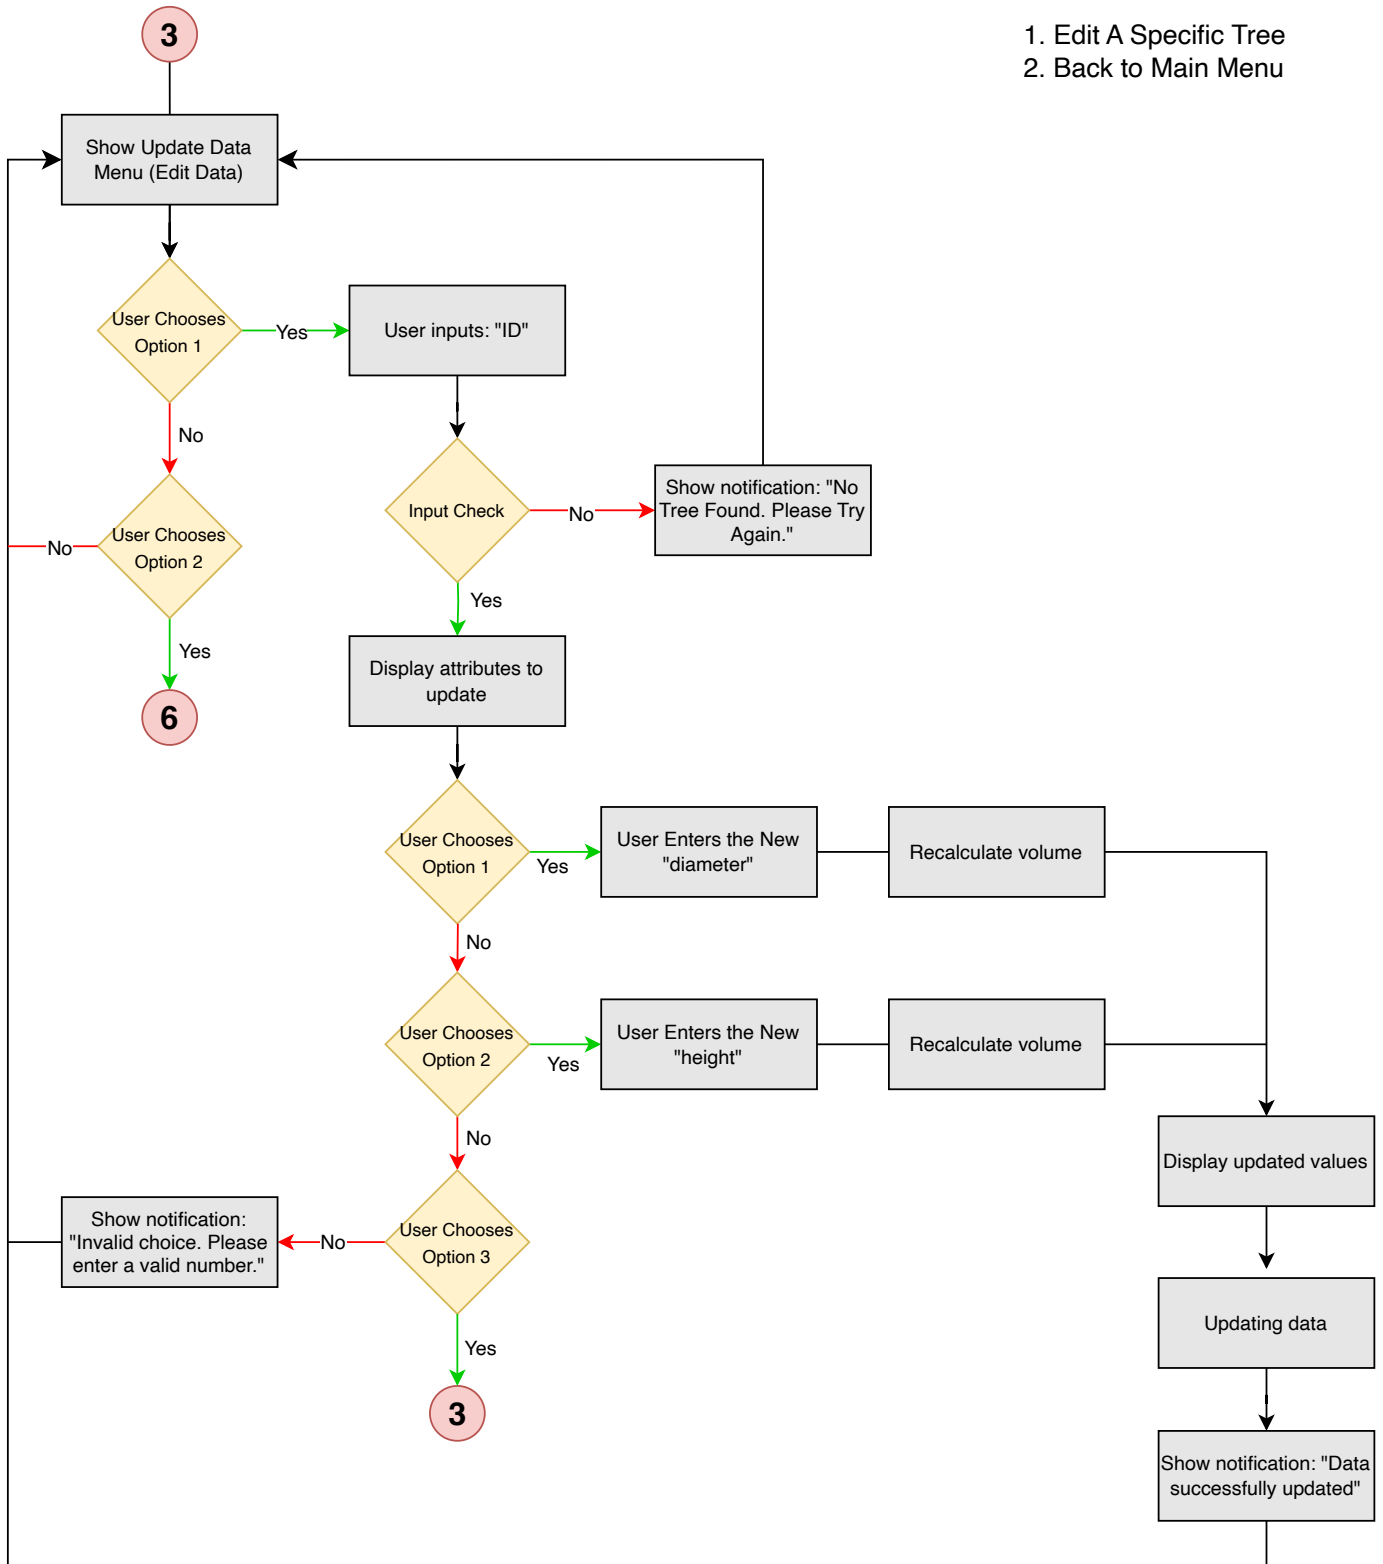 3
1. Edit A Specific Tree
2. Back to Main Menu
Show Update Data
Menu (Edit Data)
User Chooses
Option 1
Yes
User inputs: "ID"
No
Input Check
No
Show notification: "No
Tree Found. Please Try
Again."
User Chooses
Option 2
No
Yes
Yes
Display attributes to
update
6
User Chooses
Option 1
Yes
User Enters the New
"diameter"
Recalculate volume
No
User Chooses
Option 2
Yes
User Enters the New
"height"
Recalculate volume
No
Display updated values
User Chooses
Option 3
No
Show notification:
"Invalid choice. Please
enter a valid number."
Updating data
Yes
3
Show notification: "Data
successfully updated"